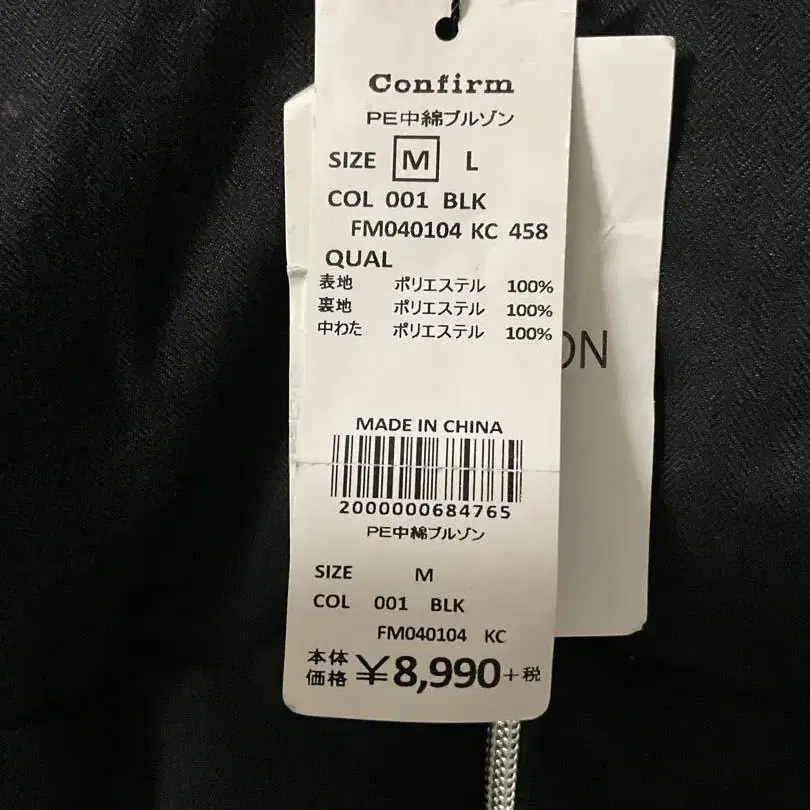 Confirm
PE中綿ブルゾン
SIZE M L
COL 001 BLK
FM040104 KC 458
QUAL
表地 ポリエステル 100%
裏地 ポリエステル 100%
中わた ポリエステル 100%
ON
MADE IN CHINA
2000000684765
PE中綿ブルゾン
SIZE M
COL 001 BLK
FM040104 KC
本体価格 ¥8,990+税